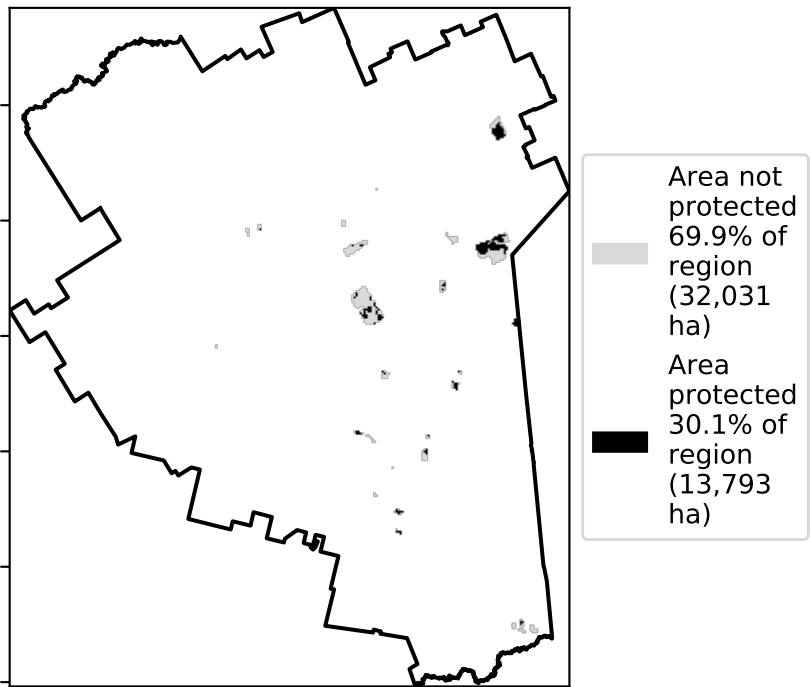 Area not
protected
69.9% of
region
(32,031
ha)
Area
protected
30.1% of
region
(13,793
ha)